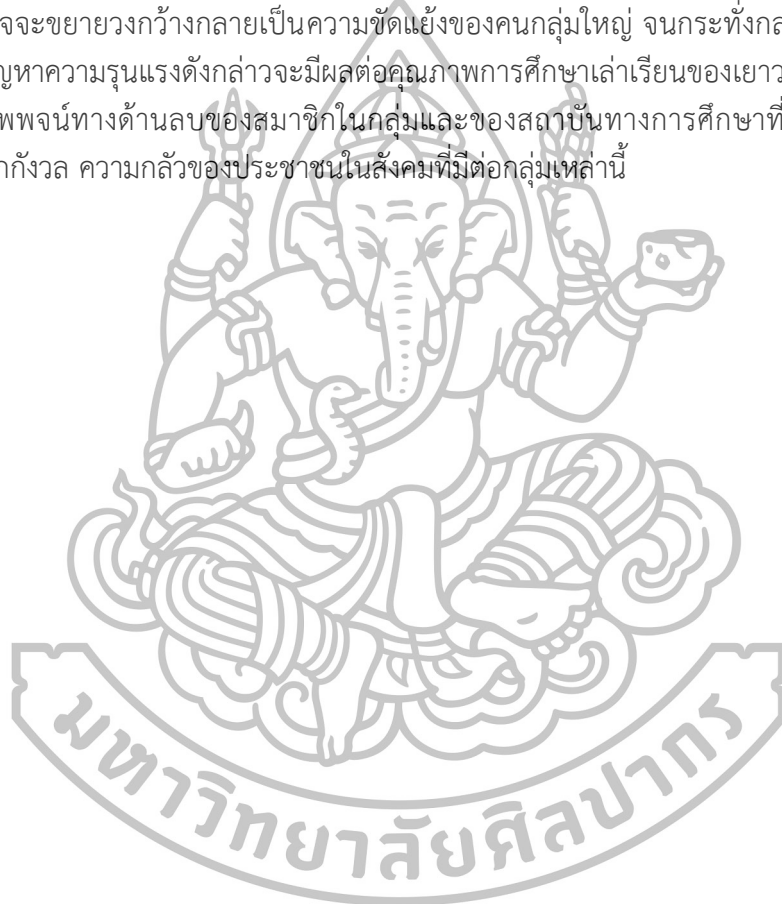 จจะขยายวงกว้างกลายเป็นความขัดแย้งของคนกลุ่มใหญ่ จนกระทั่งกล
ญหาความรุนแรงดังกล่าวจะมีผลต่อคุณภาพการศึกษาเล่าเรียนของเยาว
พพจน์ทางด้านลบของสมาชิกในกลุ่มและของสถาบันทางการศึกษาที่
กกังวล ความกลัวของประชาชนในสังคมที่มีต่อกลุ่มเหล่านี้
มหาวิทยาลัยศิลปากร